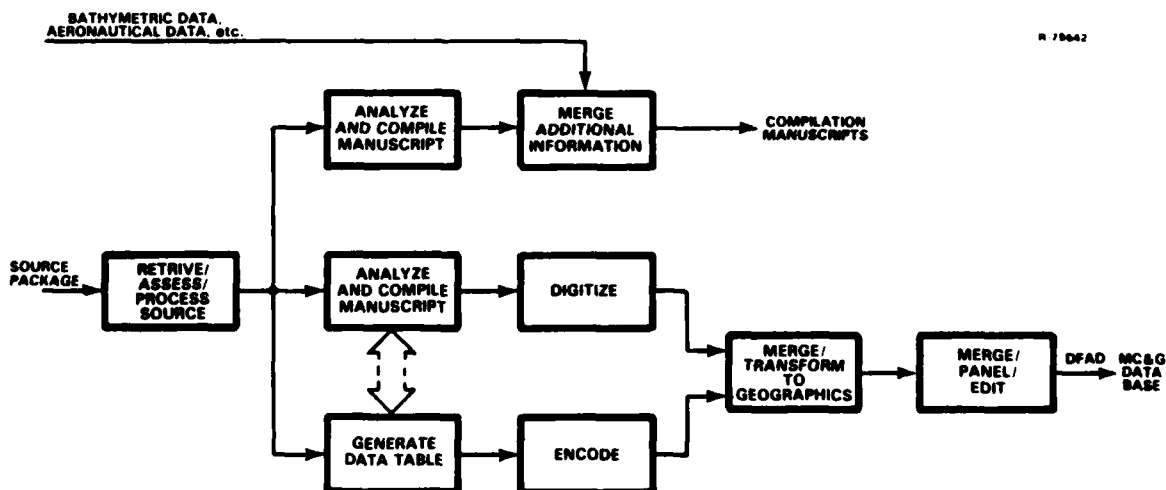 BATHYMETRIC DATA,
AERONAUTICAL DATA, etc.
R-79642
ANALYZE
AND COMPILE
MANUSCRIPT
MERGE
ADDITIONAL
INFORMATION
COMPILATION
MANUSCRIPTS
SOURCE
PACKAGE
RETRIVE/
ASSESS/
PROCESS
SOURCE
ANALYZE
AND COMPILE
MANUSCRIPT
DIGITIZE
MERGE/
TRANSFORM
TO
GEOGRAPHICS
MERGE/
PANEL/
EDIT
DFAD
MC&G
DATA
BASE
GENERATE
DATA TABLE
ENCODE